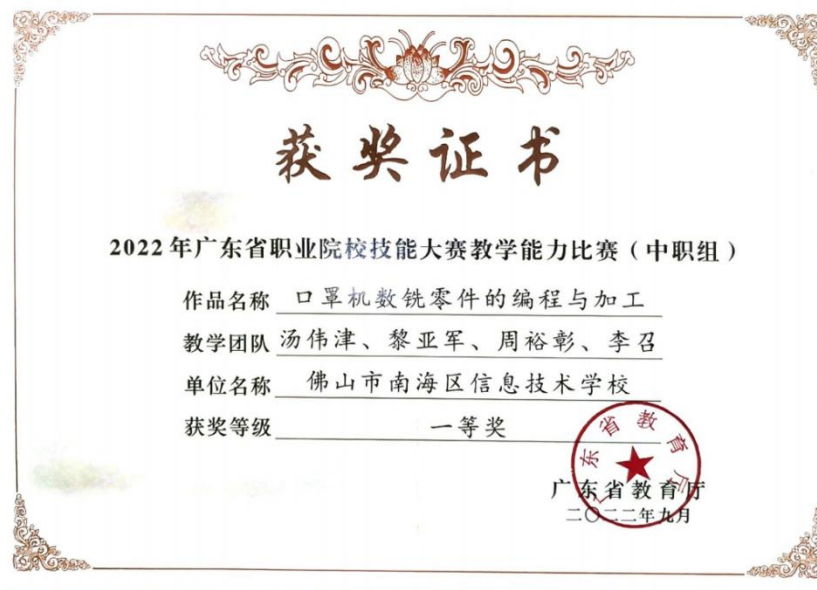 获奖证书
2022年广东省职业院校技能大赛教学能力比赛（中职组）
作品名称 口罩机数铣零件的编程与加工
教学团队 汤伟津、黎亚军、周裕彰、李召
单位名称 佛山市南海区信息技术学校
获奖等级 一等奖
广东省教育厅
广东省教育厅
二〇二二年九月